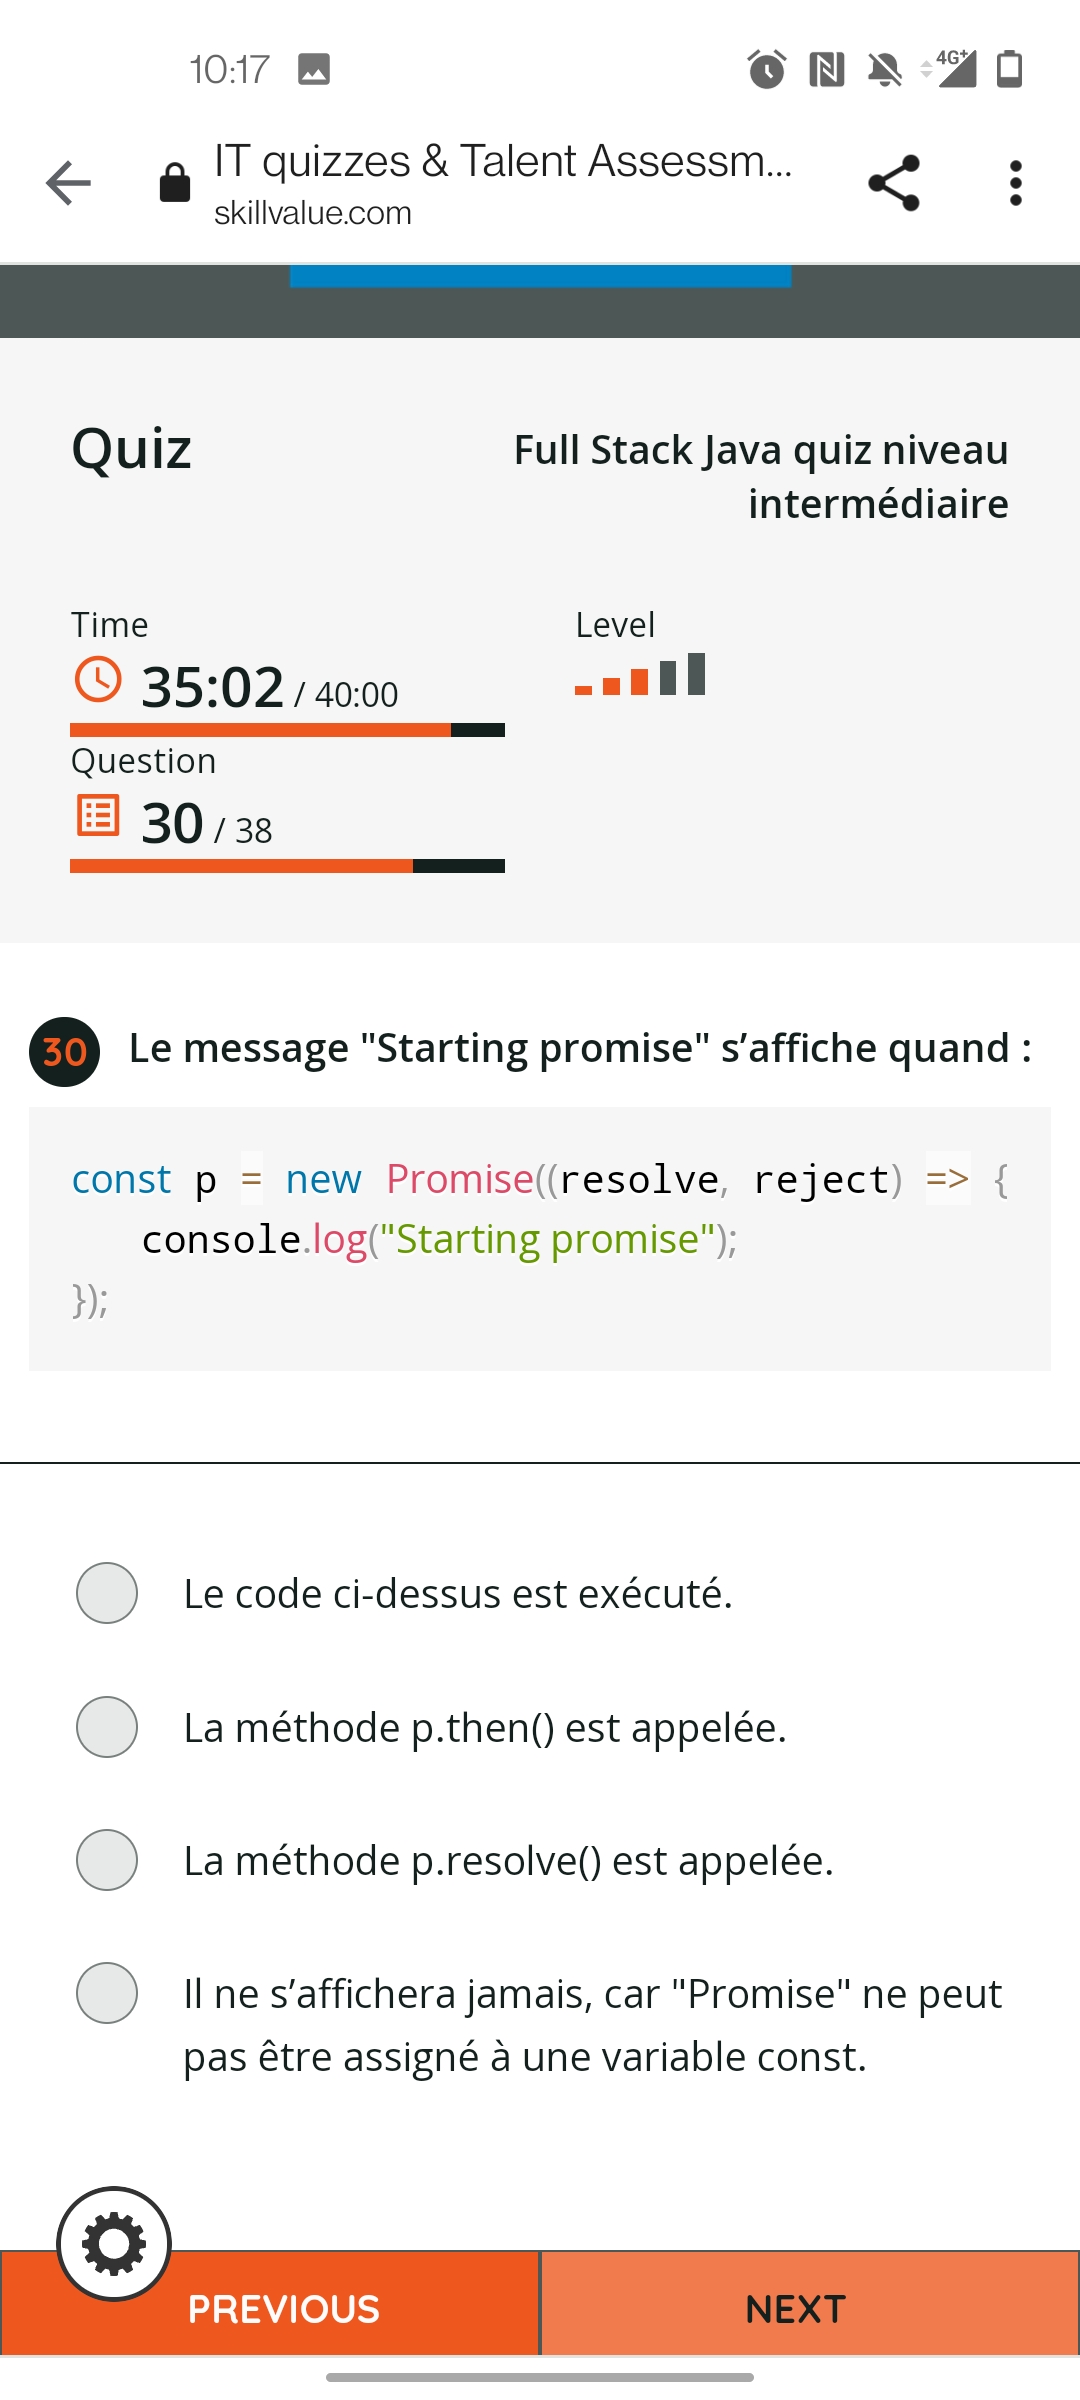 10:17
4G+
IT quizzes & Talent Assessm...
skillvalue.com
Quiz
Full Stack Java quiz niveau
intermédiaire
Time
Level
35:02 / 40:00
Question
30 / 38
30 Le message "Starting promise" s’affiche quand :
const p = new Promise((resolve, reject) => {
console.log("Starting promise");
});
Le code ci-dessus est exécuté.
La méthode p.then() est appelée.
La méthode p.resolve() est appelée.
Il ne s’affichera jamais, car "Promise" ne peut
pas être assigné à une variable const.
PREVIOUS
NEXT